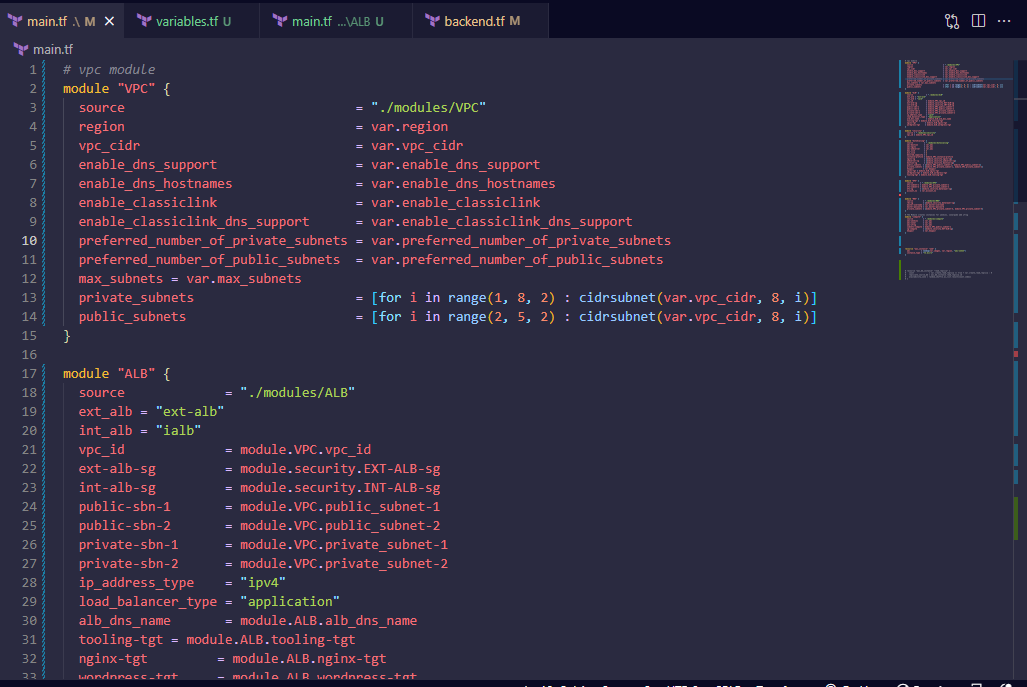 main.tf .\ M ✕ variables.tf U main.tf ...\ALB U backend.tf M
main.tf
1 # vpc module
2 module "VPC" {
3 source = "./modules/VPC"
4 region = var.region
5 vpc_cidr = var.vpc_cidr
6 enable_dns_support = var.enable_dns_support
7 enable_dns_hostnames = var.enable_dns_hostnames
8 enable_classiclink = var.enable_classiclink
9 enable_classiclink_dns_support = var.enable_classiclink_dns_support
10 preferred_number_of_private_subnets = var.preferred_number_of_private_subnets
11 preferred_number_of_public_subnets = var.preferred_number_of_public_subnets
12 max_subnets = var.max_subnets
13 private_subnets = [for i in range(1, 8, 2) : cidrsubnet(var.vpc_cidr, 8, i)]
14 public_subnets = [for i in range(2, 5, 2) : cidrsubnet(var.vpc_cidr, 8, i)]
15 }
16
17 module "ALB" {
18 source = "./modules/ALB"
19 ext_alb = "ext-alb"
20 int_alb = "ialb"
21 vpc_id = module.VPC.vpc_id
22 ext-alb-sg = module.security.EXT-ALB-sg
23 int-alb-sg = module.security.INT-ALB-sg
24 public-sbn-1 = module.VPC.public_subnet-1
25 public-sbn-2 = module.VPC.public_subnet-2
26 private-sbn-1 = module.VPC.private_subnet-1
27 private-sbn-2 = module.VPC.private_subnet-2
28 ip_address_type = "ipv4"
29 load_balancer_type = "application"
30 alb_dns_name = module.ALB.alb_dns_name
31 tooling-tgt = module.ALB.tooling-tgt
32 nginx-tgt = module.ALB.nginx-tgt
33 wordpress-tgt = module.ALB.wordpress-tgt